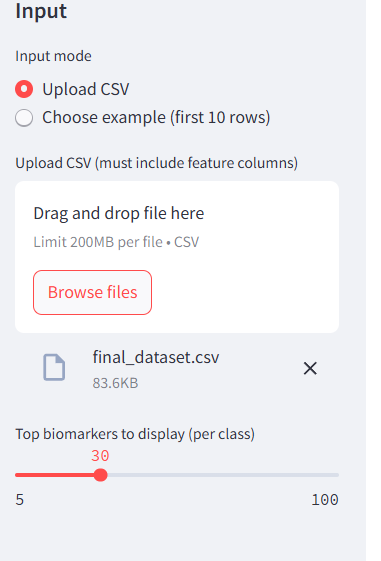 Input
Input mode
Upload CSV
Choose example (first 10 rows)
Upload CSV (must include feature columns)
Drag and drop file here
Limit 200MB per file • CSV
Browse files
final_dataset.csv
83.6KB
Top biomarkers to display (per class)
30
5 100